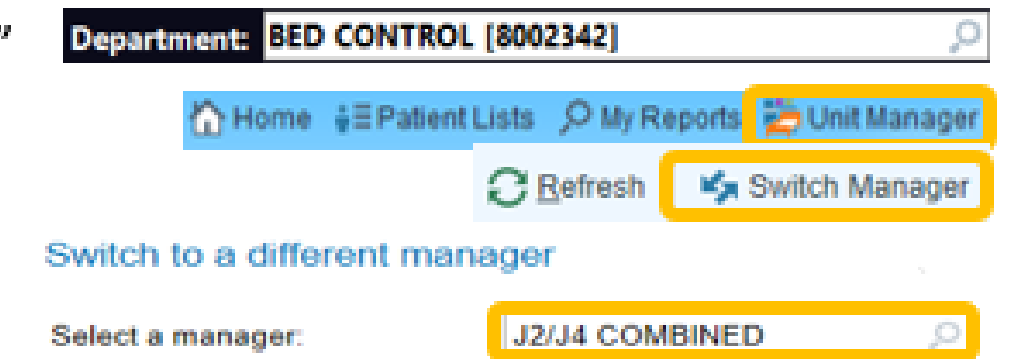 "
Department: BED CONTROL [8002342]
Home Patient Lists My Reports Unit Manager
Refresh Switch Manager
Switch to a different manager
Select a manager: J2/J4 COMBINED